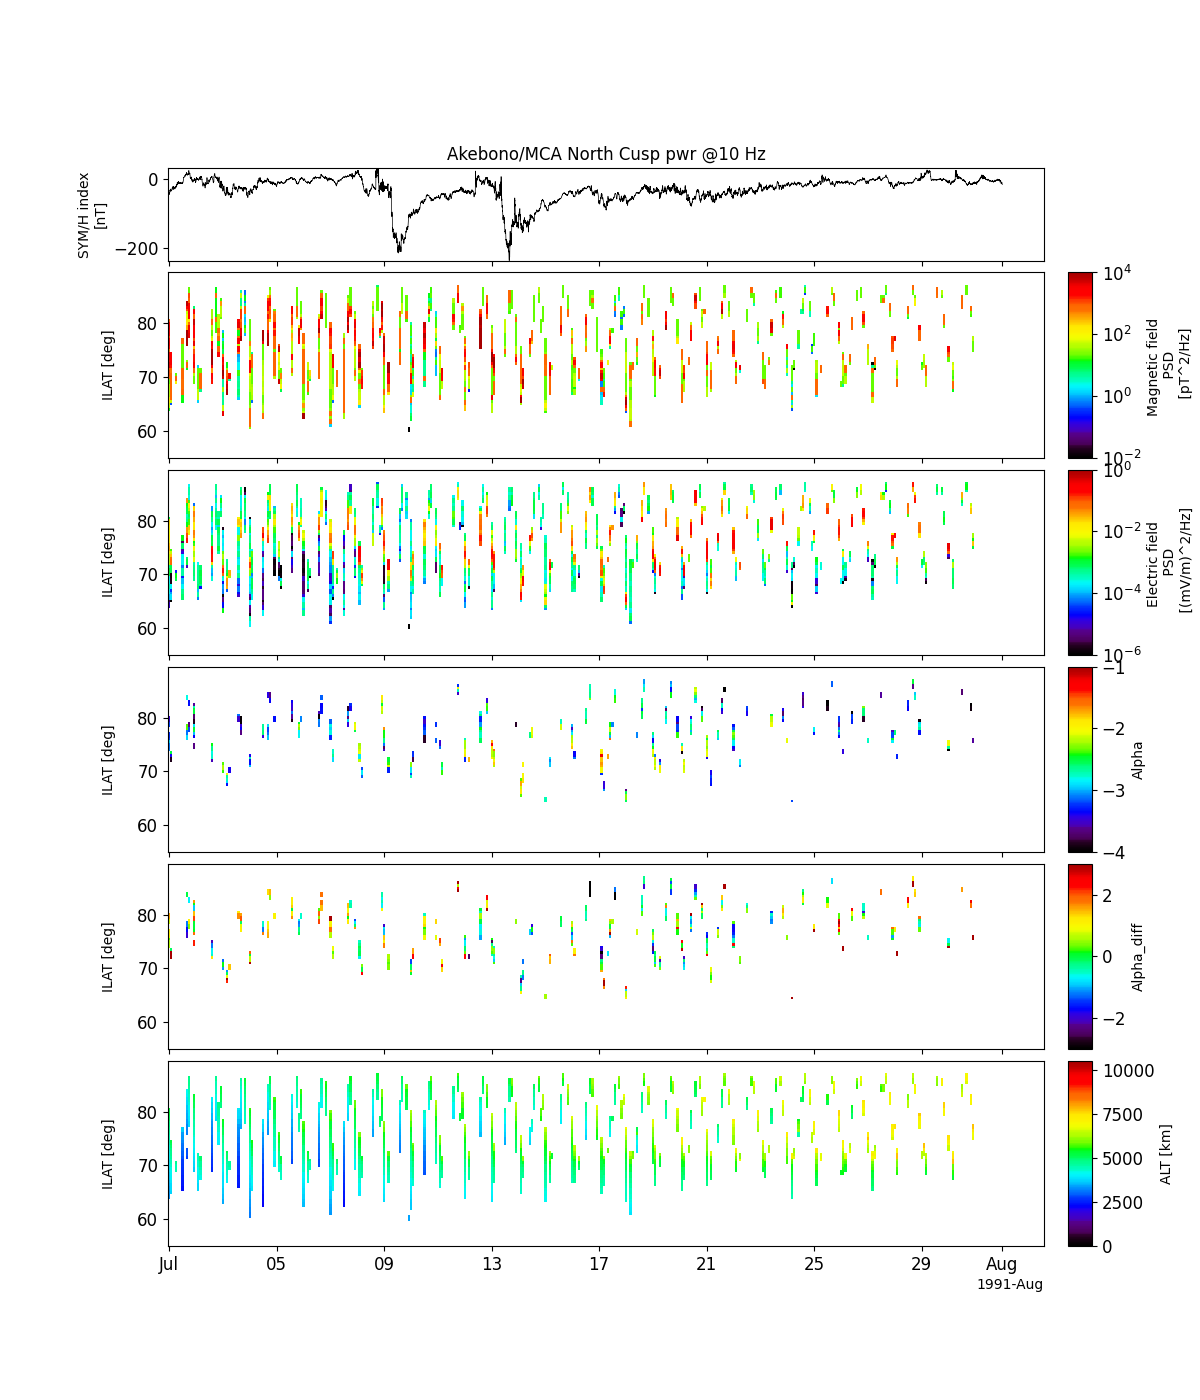 Akebono/MCA North Cusp pwr @10 Hz
SYM/H index
[nT]
0
−200
ILAT [deg]
80
70
60
10^4
10^2
10^0
10^-2
Magnetic field
PSD
[pT^2/Hz]
ILAT [deg]
80
70
60
10^0
10^-2
10^-4
10^-6
Electric field
PSD
[(mV/m)^2/Hz]
ILAT [deg]
80
70
60
−1
−2
−3
−4
Alpha
ILAT [deg]
80
70
60
2
0
−2
Alpha_diff
ILAT [deg]
80
70
60
10000
7500
5000
2500
0
ALT [km]
Jul 05 09 13 17 21 25 29 Aug
1991-Aug